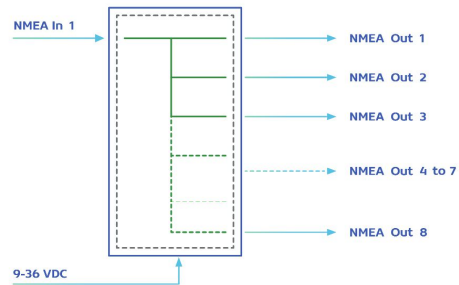 NMEA In 1
NMEA Out 1
NMEA Out 2
NMEA Out 3
NMEA Out 4 to 7
NMEA Out 8
9-36 VDC